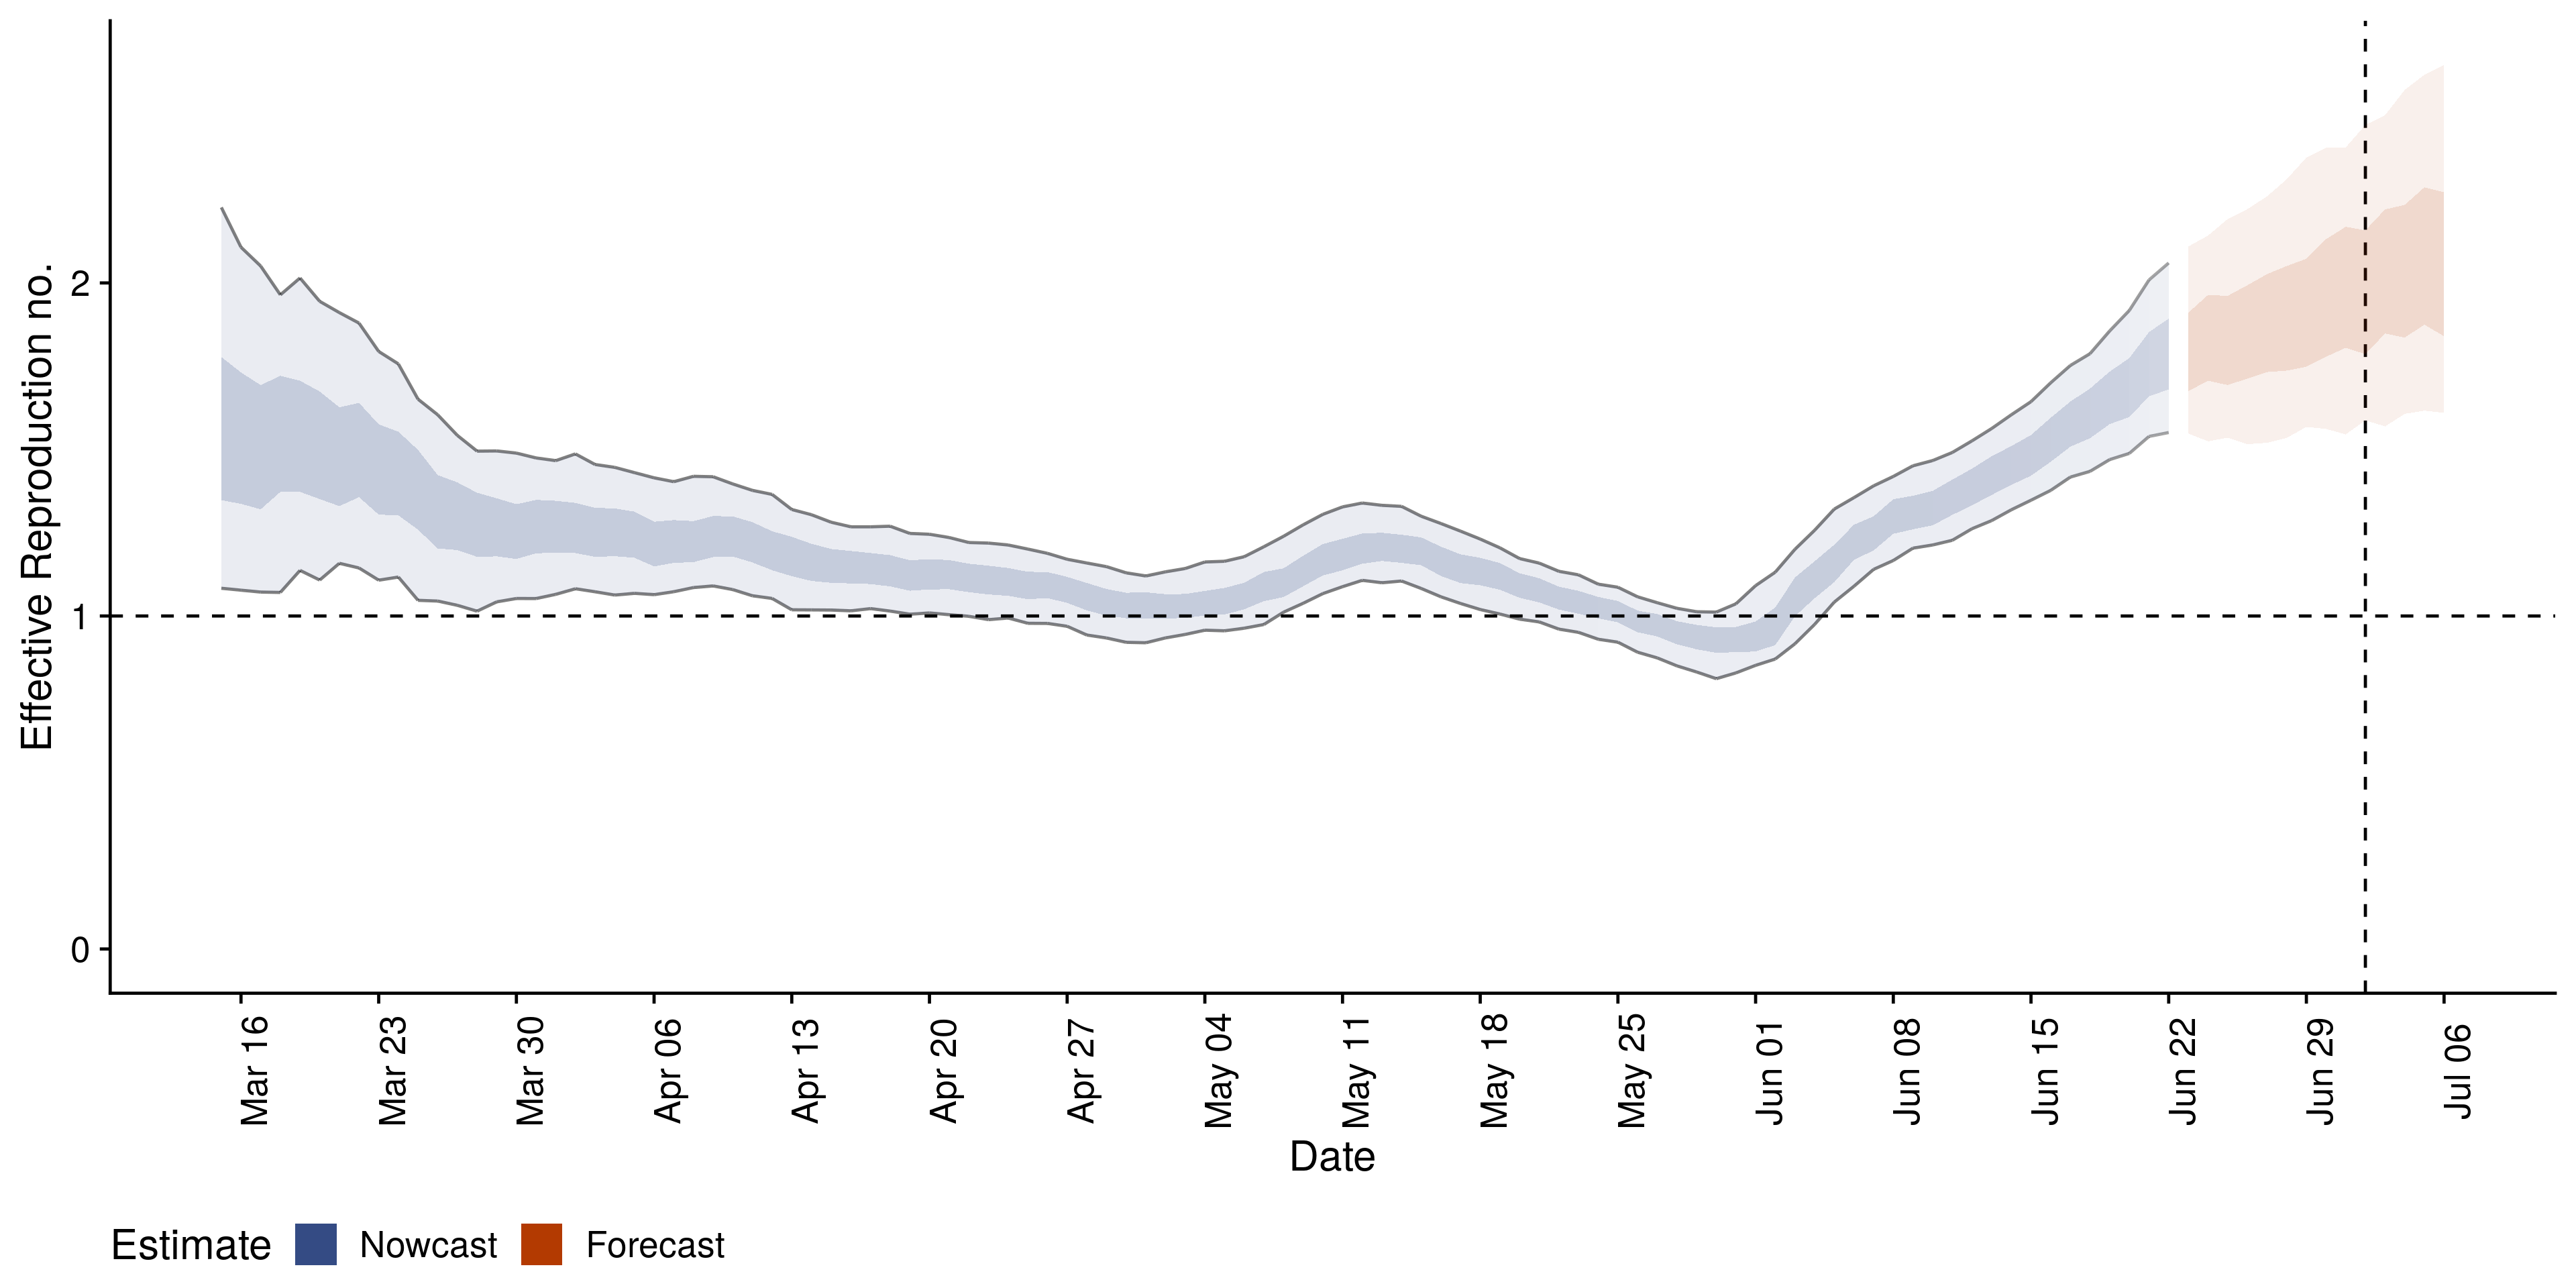 Effective Reproduction no.
2
1
0
Mar 16
Mar 23
Mar 30
Apr 06
Apr 13
Apr 20
Apr 27
May 04
May 11
May 18
May 25
Jun 01
Jun 08
Jun 15
Jun 22
Jun 29
Jul 06
Date
Estimate Nowcast Forecast